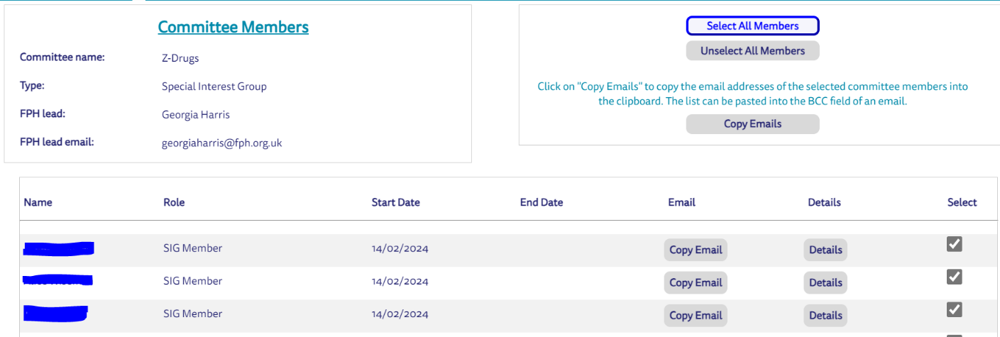 Committee Members
Committee name: Z-Drugs
Type: Special Interest Group
FPH lead: Georgia Harris
FPH lead email: georgiaharris@fph.org.uk
Select All Members
Unselect All Members
Click on "Copy Emails" to copy the email addresses of the selected committee members into
the clipboard. The list can be pasted into the BCC field of an email.
Copy Emails
Name Role Start Date End Date Email Details Select
SIG Member 14/02/2024 Copy Email Details
SIG Member 14/02/2024 Copy Email Details
SIG Member 14/02/2024 Copy Email Details